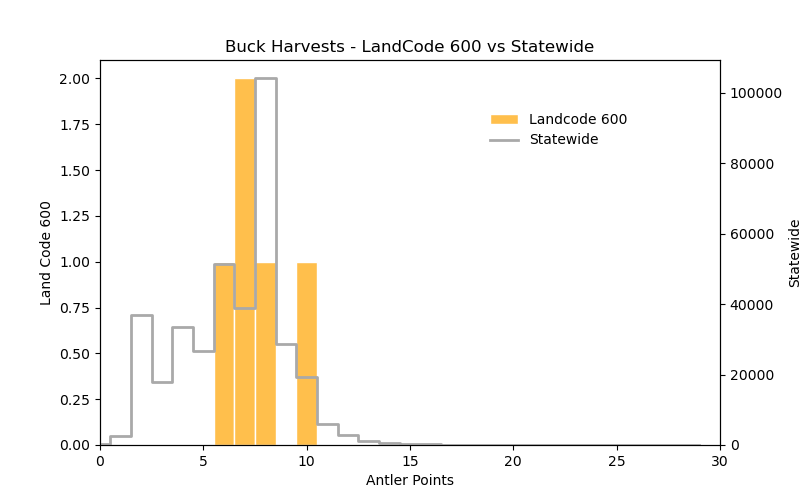 Buck Harvests - LandCode 600 vs Statewide
2.00
1.75
1.50
1.25
1.00
0.75
0.50
0.25
0.00
Land Code 600
Landcode 600
Statewide
100000
80000
60000
40000
20000
0
Statewide
0 5 10 15 20 25 30
Antler Points